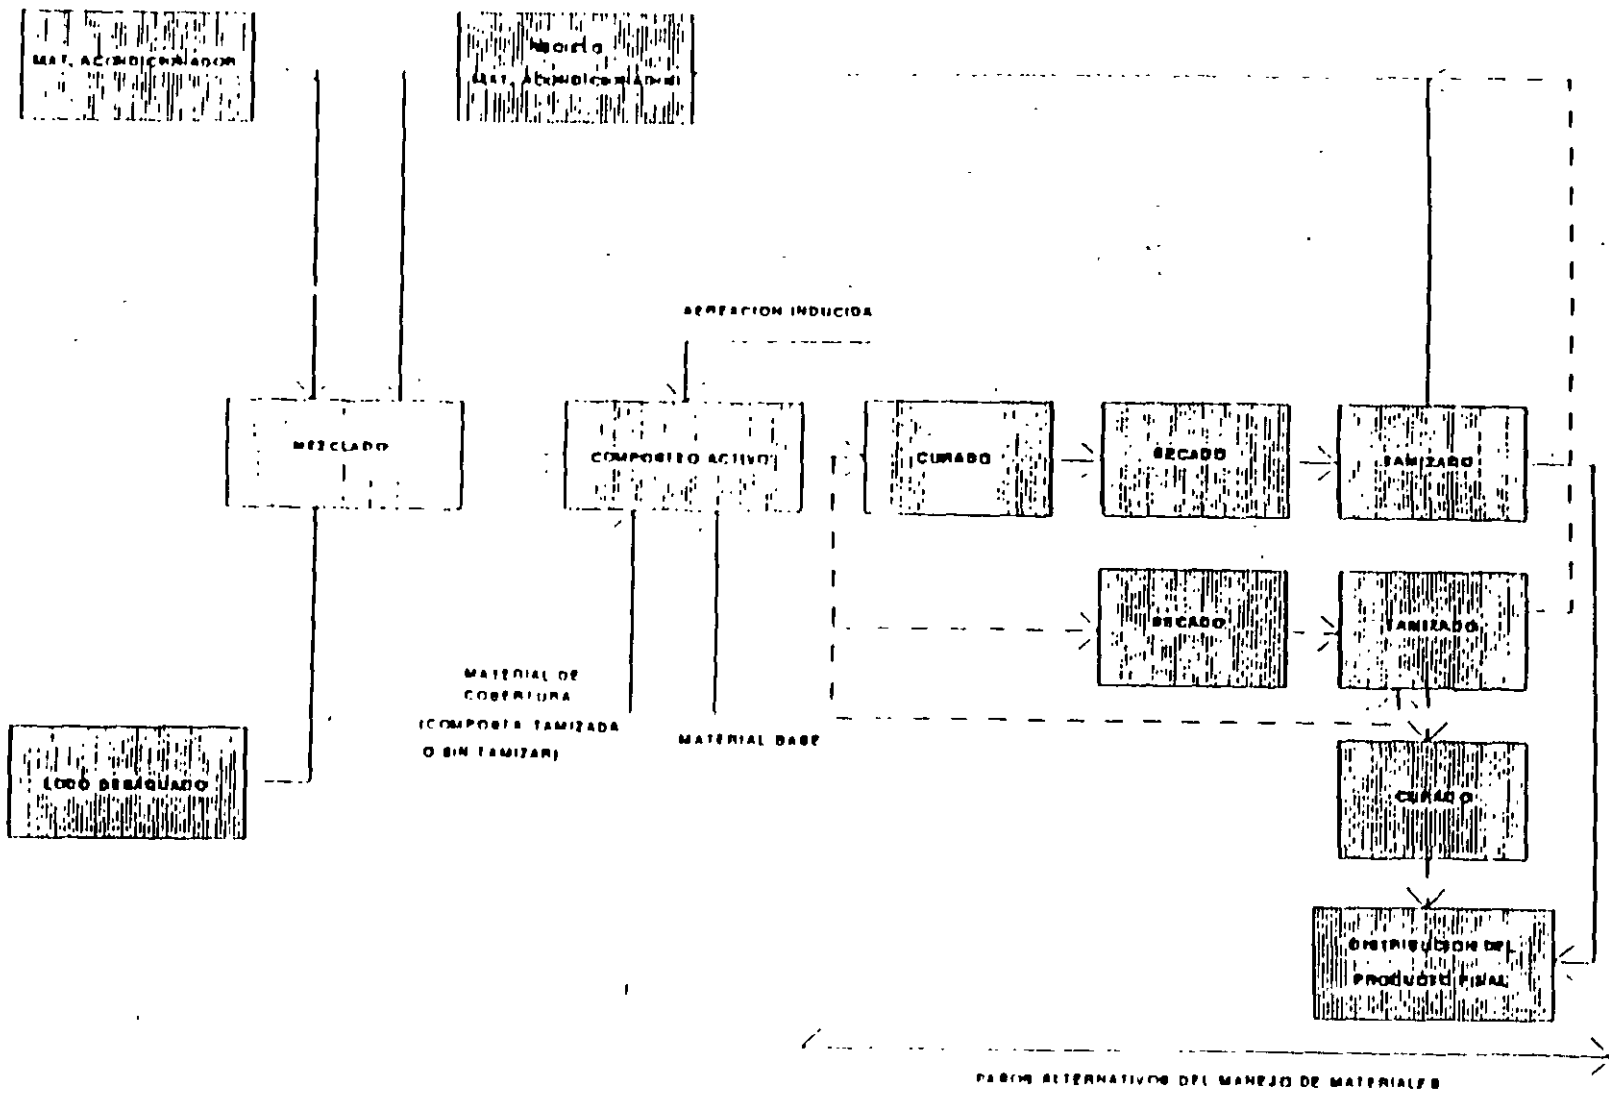 MAT. ACONDICIONADOR
MAT. ACONDICIONADOR
AEREACION INDUCIDA
MEZCLADO
COMPOSTEO ACTIVO
CURADO
SECADO
TAMIZADO
SECADO
TAMIZADO
MATERIAL DE
COBERTURA
(COMPOSTA TAMIZADA
O SIN TAMIZAR)
MATERIAL BASE
LODO DESAGUADO
CURADO
DISTRIBUCION DEL
PRODUCTO FINAL
PASOS ALTERNATIVOS DEL MANEJO DE MATERIALES